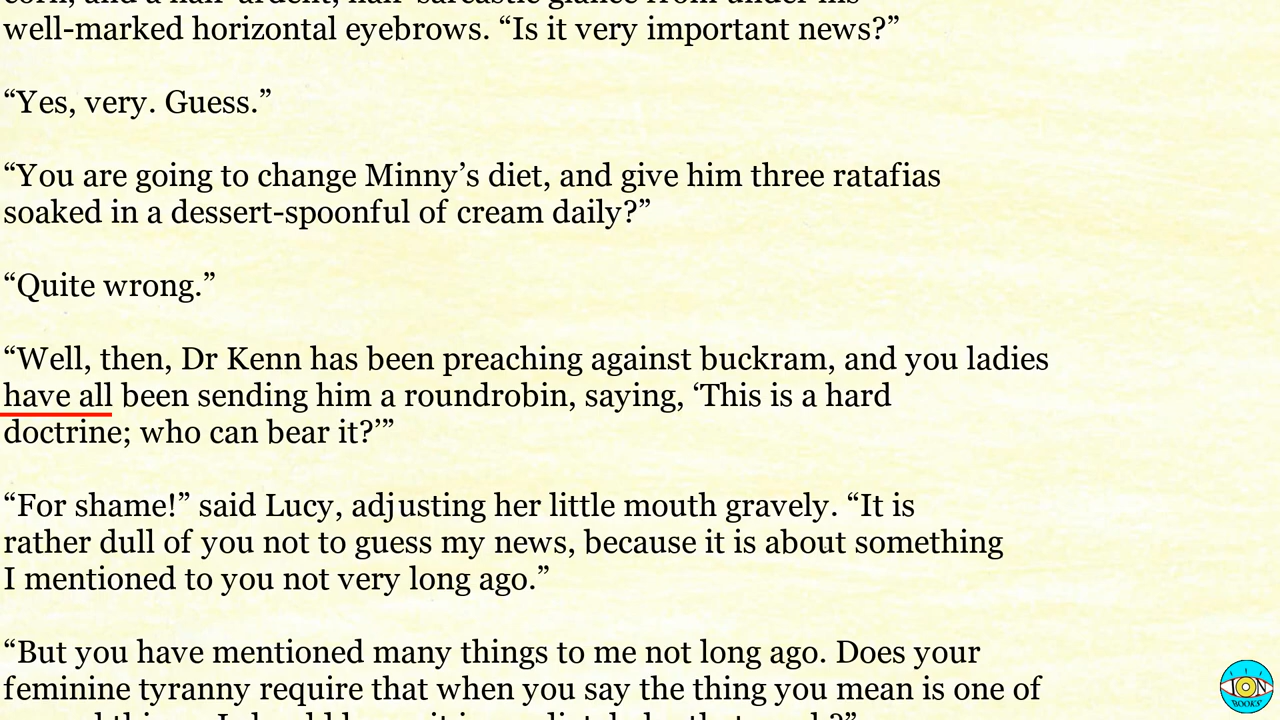 well-marked horizontal eyebrows. “Is it very important news?”
“Yes, very. Guess.”
“You are going to change Minny’s diet, and give him three ratafias
soaked in a dessert-spoonful of cream daily?”
“Quite wrong.”
“Well, then, Dr Kenn has been preaching against buckram, and you ladies
have all been sending him a roundrobin, saying, ‘This is a hard
doctrine; who can bear it?’”
“For shame!” said Lucy, adjusting her little mouth gravely. “It is
rather dull of you not to guess my news, because it is about something
I mentioned to you not very long ago.”
“But you have mentioned many things to me not long ago. Does your
feminine tyranny require that when you say the thing you mean is one of
ION
BOOKS